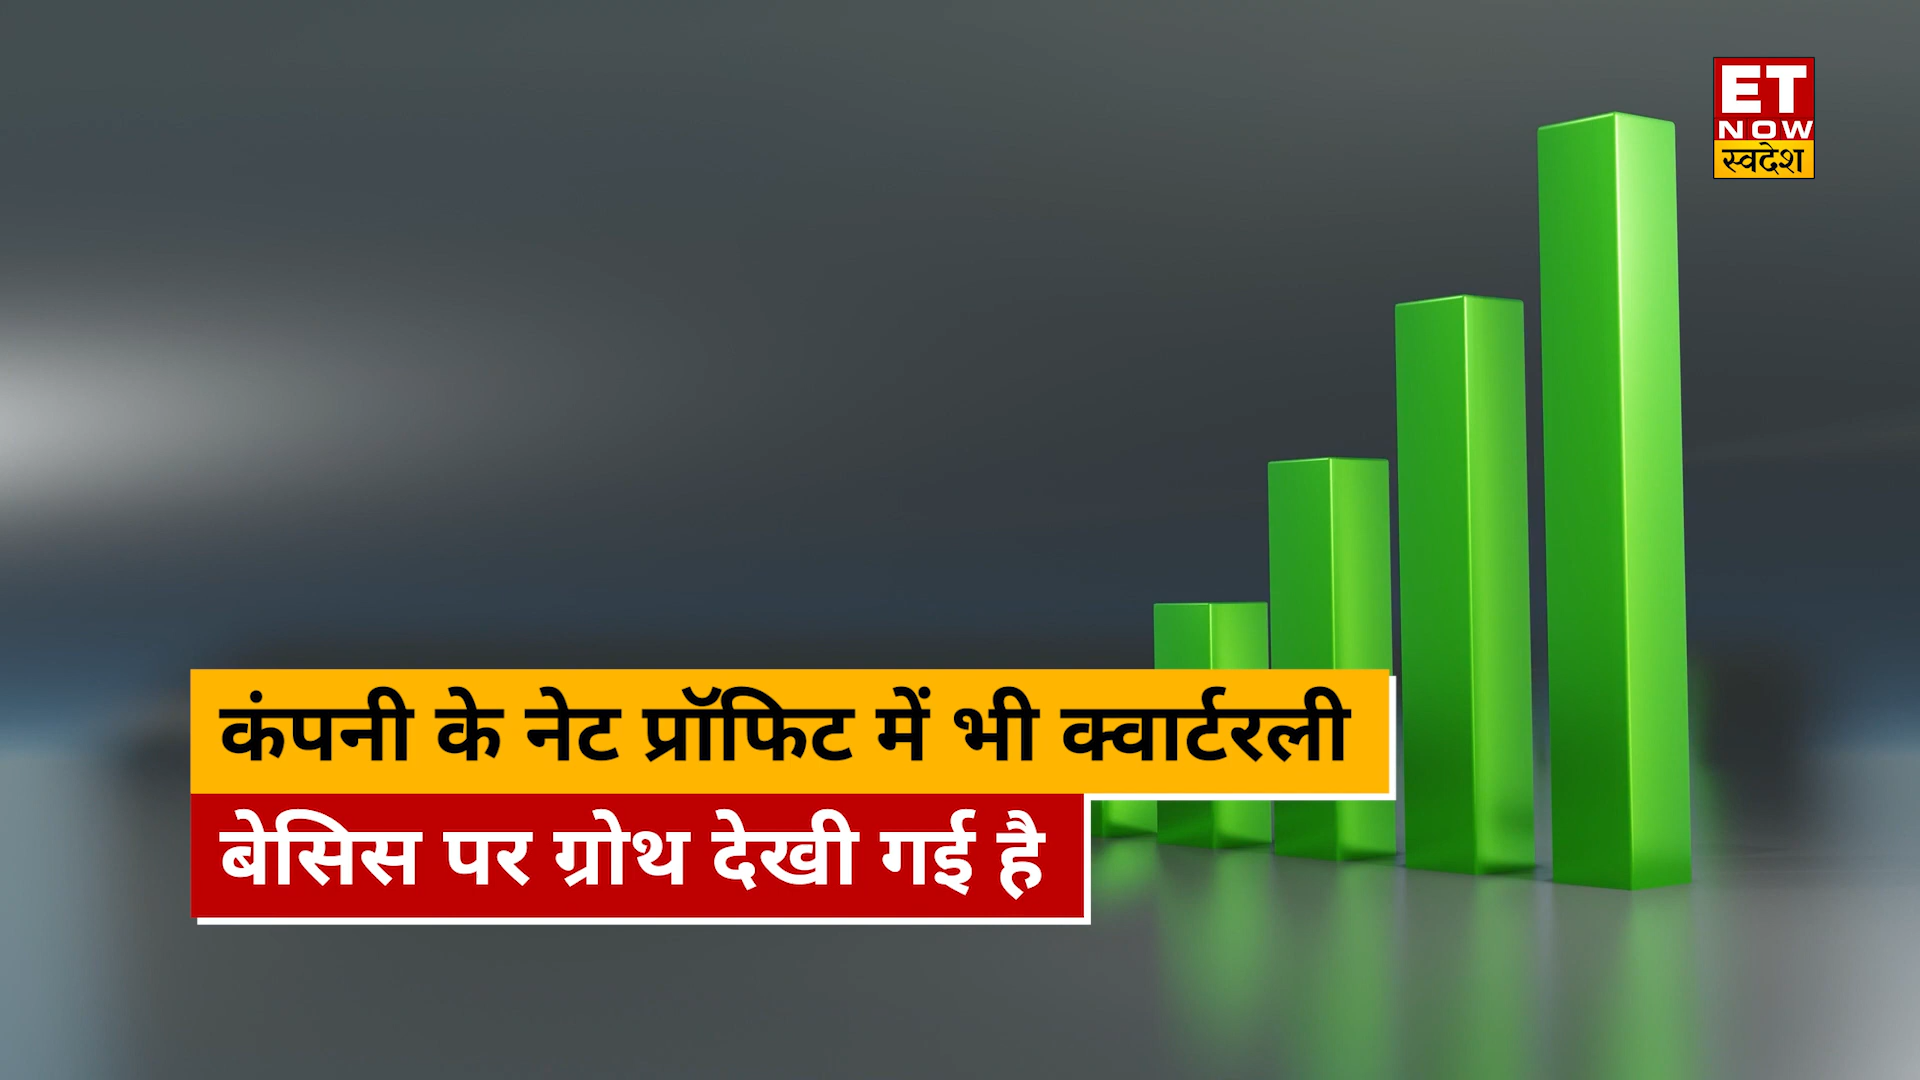 ET
NOW
स्वदेश
कंपनी के नेट प्रॉफिट में भी क्वार्टरली
बेसिस पर ग्रोथ देखी गई है